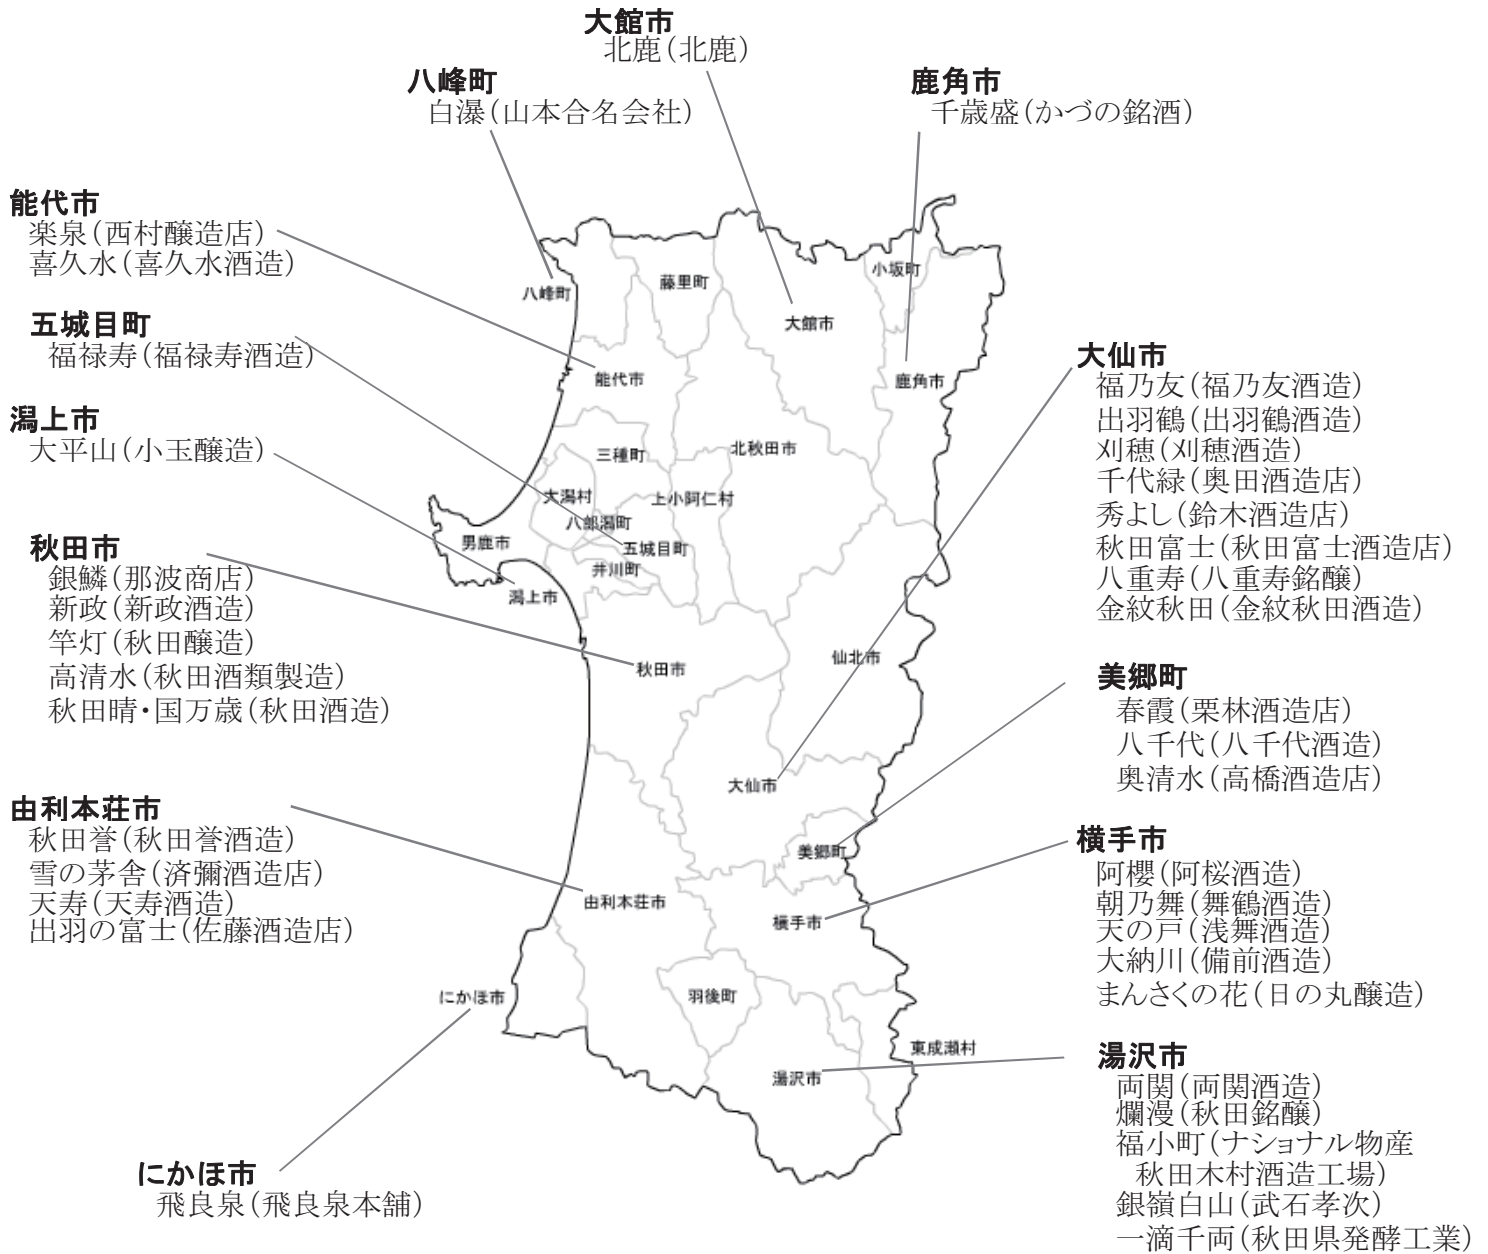 大館市
北鹿(北鹿)
八峰町
白瀑(山本合名会社)
鹿角市
千歳盛(かづの銘酒)
能代市
楽泉(西村醸造店)
喜久水(喜久水酒造)
五城目町
福禄寿(福禄寿酒造)
潟上市
大平山(小玉醸造)
秋田市
銀鱗(那波商店)
新政(新政酒造)
竿灯(秋田醸造)
高清水(秋田酒類製造)
秋田晴・国万歳(秋田酒造)
由利本荘市
秋田誉(秋田誉酒造)
雪の茅舎(済彌酒造店)
天寿(天寿酒造)
出羽の富士(佐藤酒造店)
にかほ市
飛良泉(飛良泉本舗)
八峰町
藤里町
小坂町
大館市
能代市
鹿角市
三種町
北秋田市
大潟村
上小阿仁村
八郎潟町
男鹿市
五城目町
井川町
潟上市
秋田市
仙北市
大仙市
美郷町
由利本荘市
横手市
にかほ市
羽後町
東成瀬村
湯沢市
大仙市
福乃友(福乃友酒造)
出羽鶴(出羽鶴酒造)
刈穂(刈穂酒造)
千代緑(奥田酒造店)
秀よし(鈴木酒造店)
秋田富士(秋田富士酒造店)
八重寿(八重寿銘醸)
金紋秋田(金紋秋田酒造)
美郷町
春霞(栗林酒造店)
八千代(八千代酒造)
奥清水(高橋酒造店)
横手市
阿櫻(阿桜酒造)
朝乃舞(舞鶴酒造)
天の戸(浅舞酒造)
大納川(備前酒造)
まんさくの花(日の丸醸造)
湯沢市
両関(両関酒造)
爛漫(秋田銘醸)
福小町(ナショナル物産
秋田木村酒造工場)
銀嶺白山(武石孝次)
一滴千両(秋田県発酵工業)